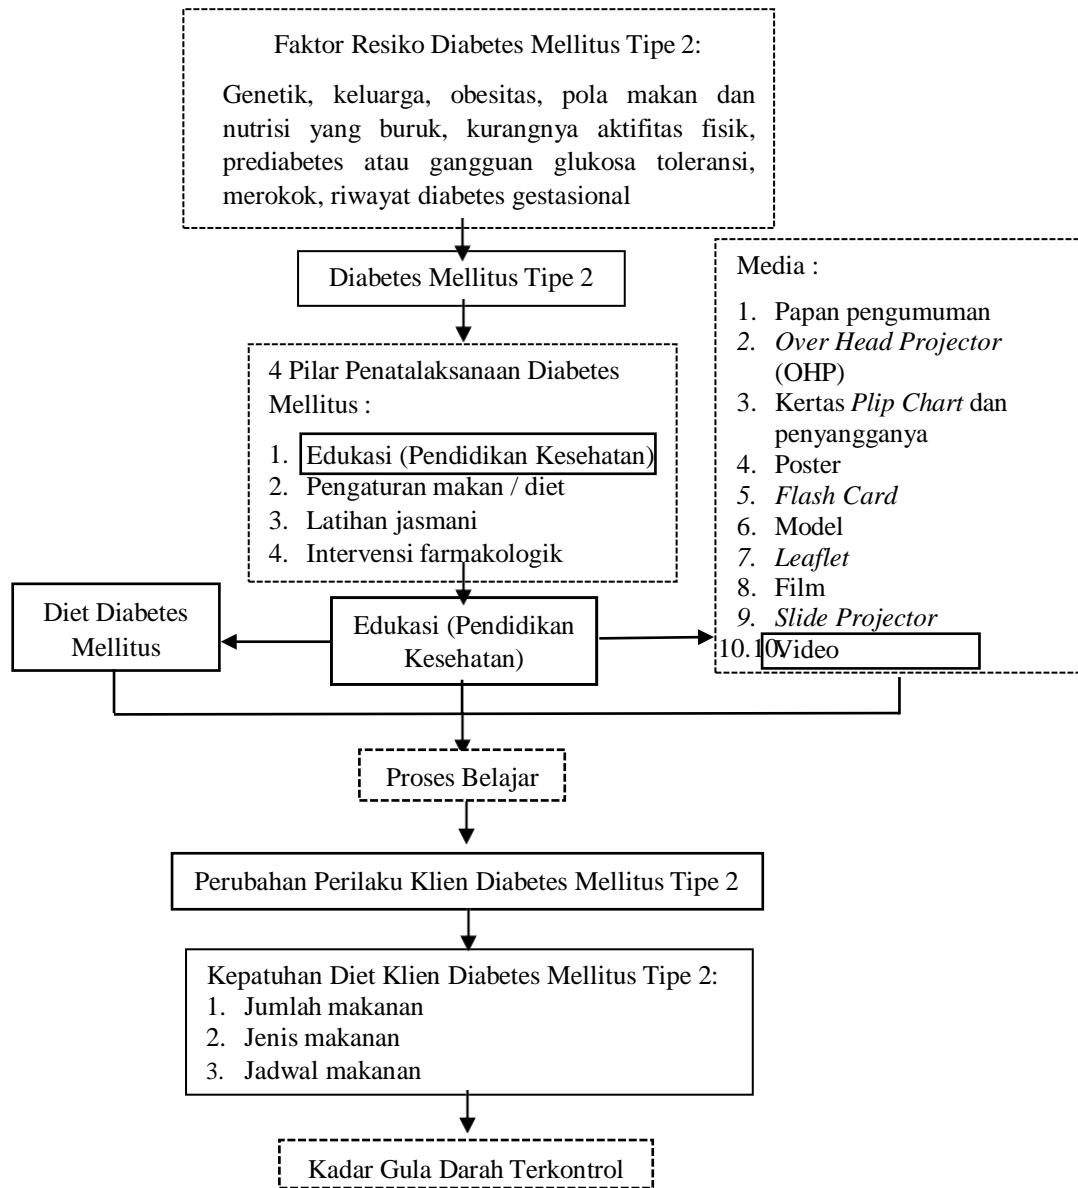 Faktor Resiko Diabetes Mellitus Tipe 2:
Genetik, keluarga, obesitas, pola makan dan
nutrisi yang buruk, kurangnya aktifitas fisik,
prediabetes atau gangguan glukosa toleransi,
merokok, riwayat diabetes gestasional
Diabetes Mellitus Tipe 2
4 Pilar Penatalaksanaan Diabetes
Mellitus :
1. Edukasi (Pendidikan Kesehatan)
2. Pengaturan makan / diet
3. Latihan jasmani
4. Intervensi farmakologik
Media :
1. Papan pengumuman
2. Over Head Projector
(OHP)
3. Kertas Plip Chart dan
penyangganya
4. Poster
5. Flash Card
6. Model
7. Leaflet
8. Film
9. Slide Projector
10.10. Video
Diet Diabetes
Mellitus
Edukasi (Pendidikan
Kesehatan)
Proses Belajar
Perubahan Perilaku Klien Diabetes Mellitus Tipe 2
Kepatuhan Diet Klien Diabetes Mellitus Tipe 2:
1. Jumlah makanan
2. Jenis makanan
3. Jadwal makanan
Kadar Gula Darah Terkontrol